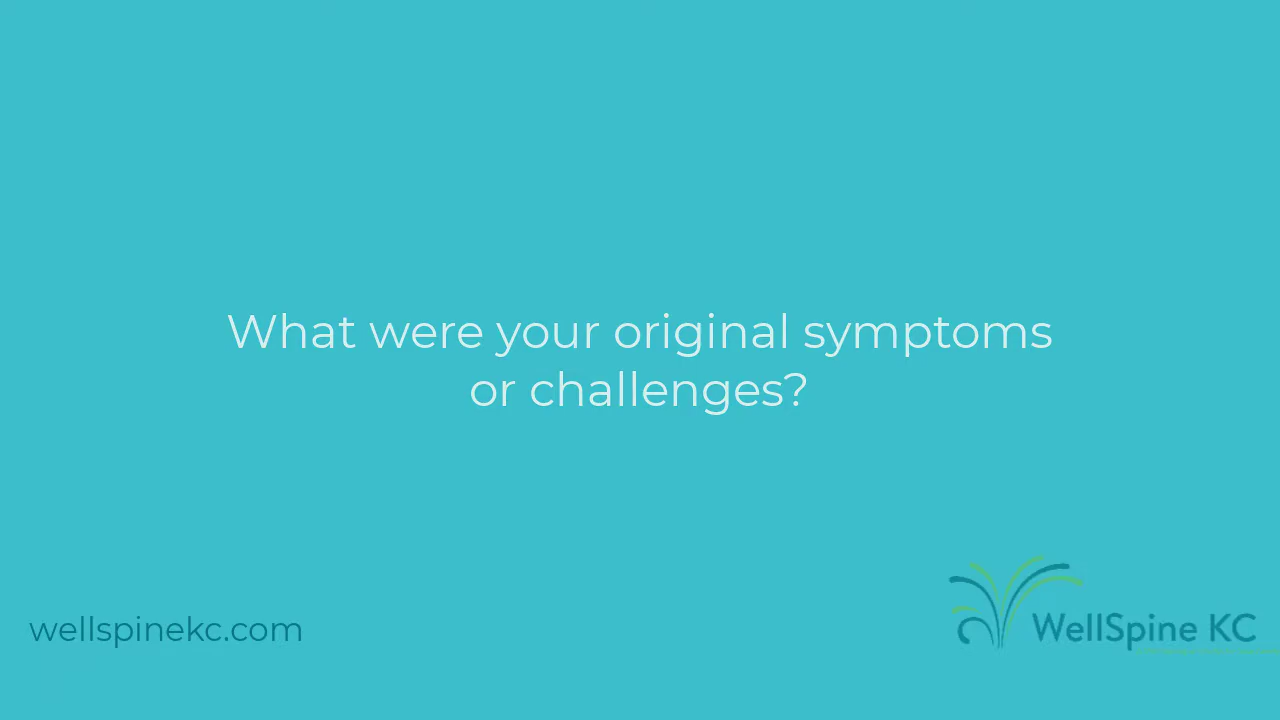 What were your original symptoms
or challenges?
wellspinekc.com
WellSpine KC